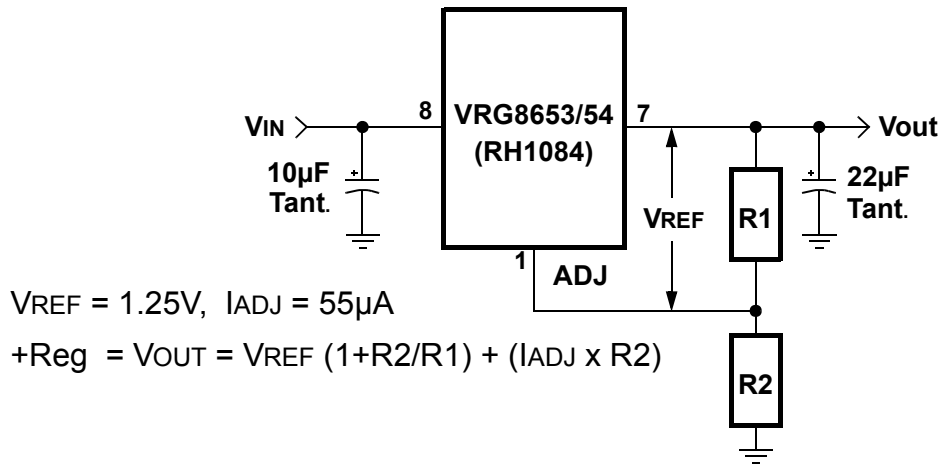 VRG8653/54
(RH1084)
8
7
VIN
Vout
10µF
Tant.
VREF
R1
22µF
Tant.
1
ADJ
VREF = 1.25V, IADJ = 55µA
+Reg = VOUT = VREF (1+R2/R1) + (IADJ x R2)
R2